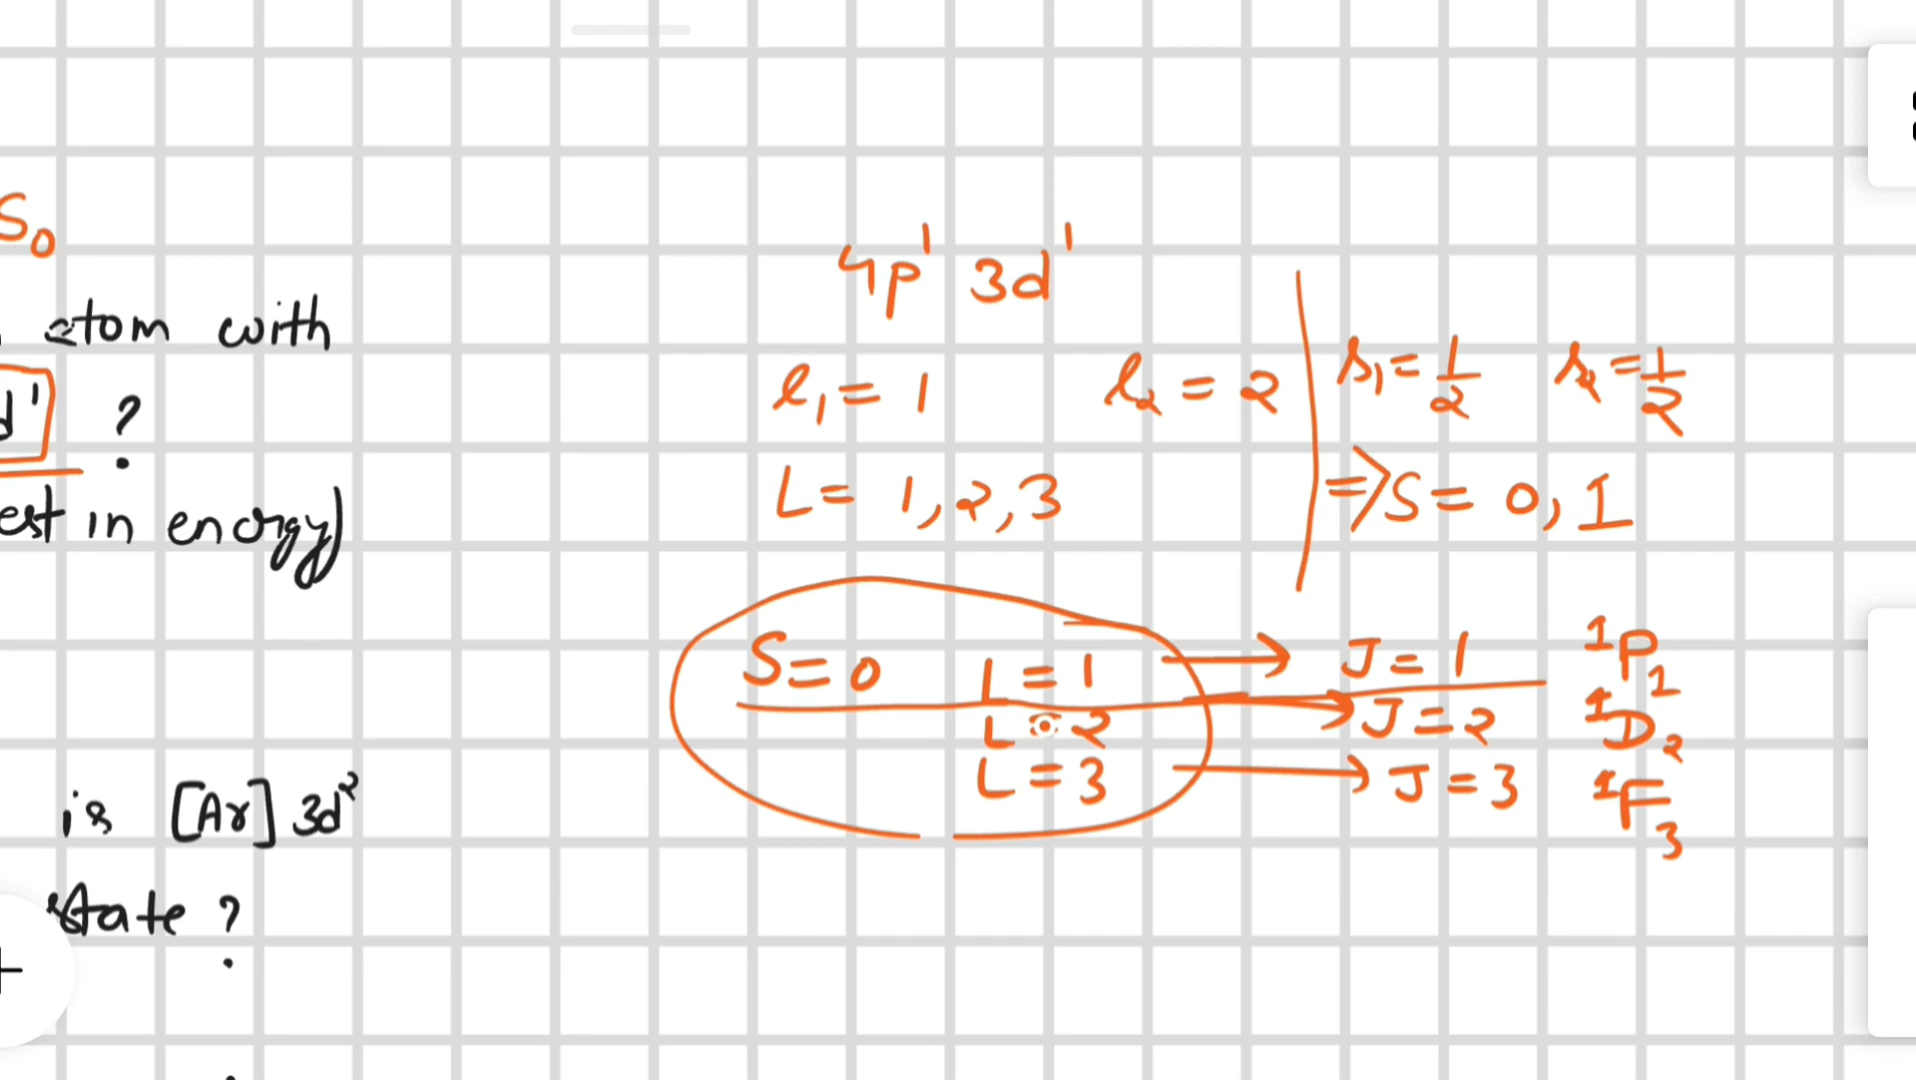 S₀
atom with
d¹ ?
est in energy)
is [Ar] 3d²
state ?
4p¹ 3d¹
l₁ = 1 l₂ = 2
L = 1, 2, 3
s₁ = 1/2 s₂ = 1/2
⇒ S = 0, 1
S = 0 L = 1 → J = 1 ¹P₁
L = 2 → J = 2 ¹D₂
L = 3 → J = 3 ¹F₃